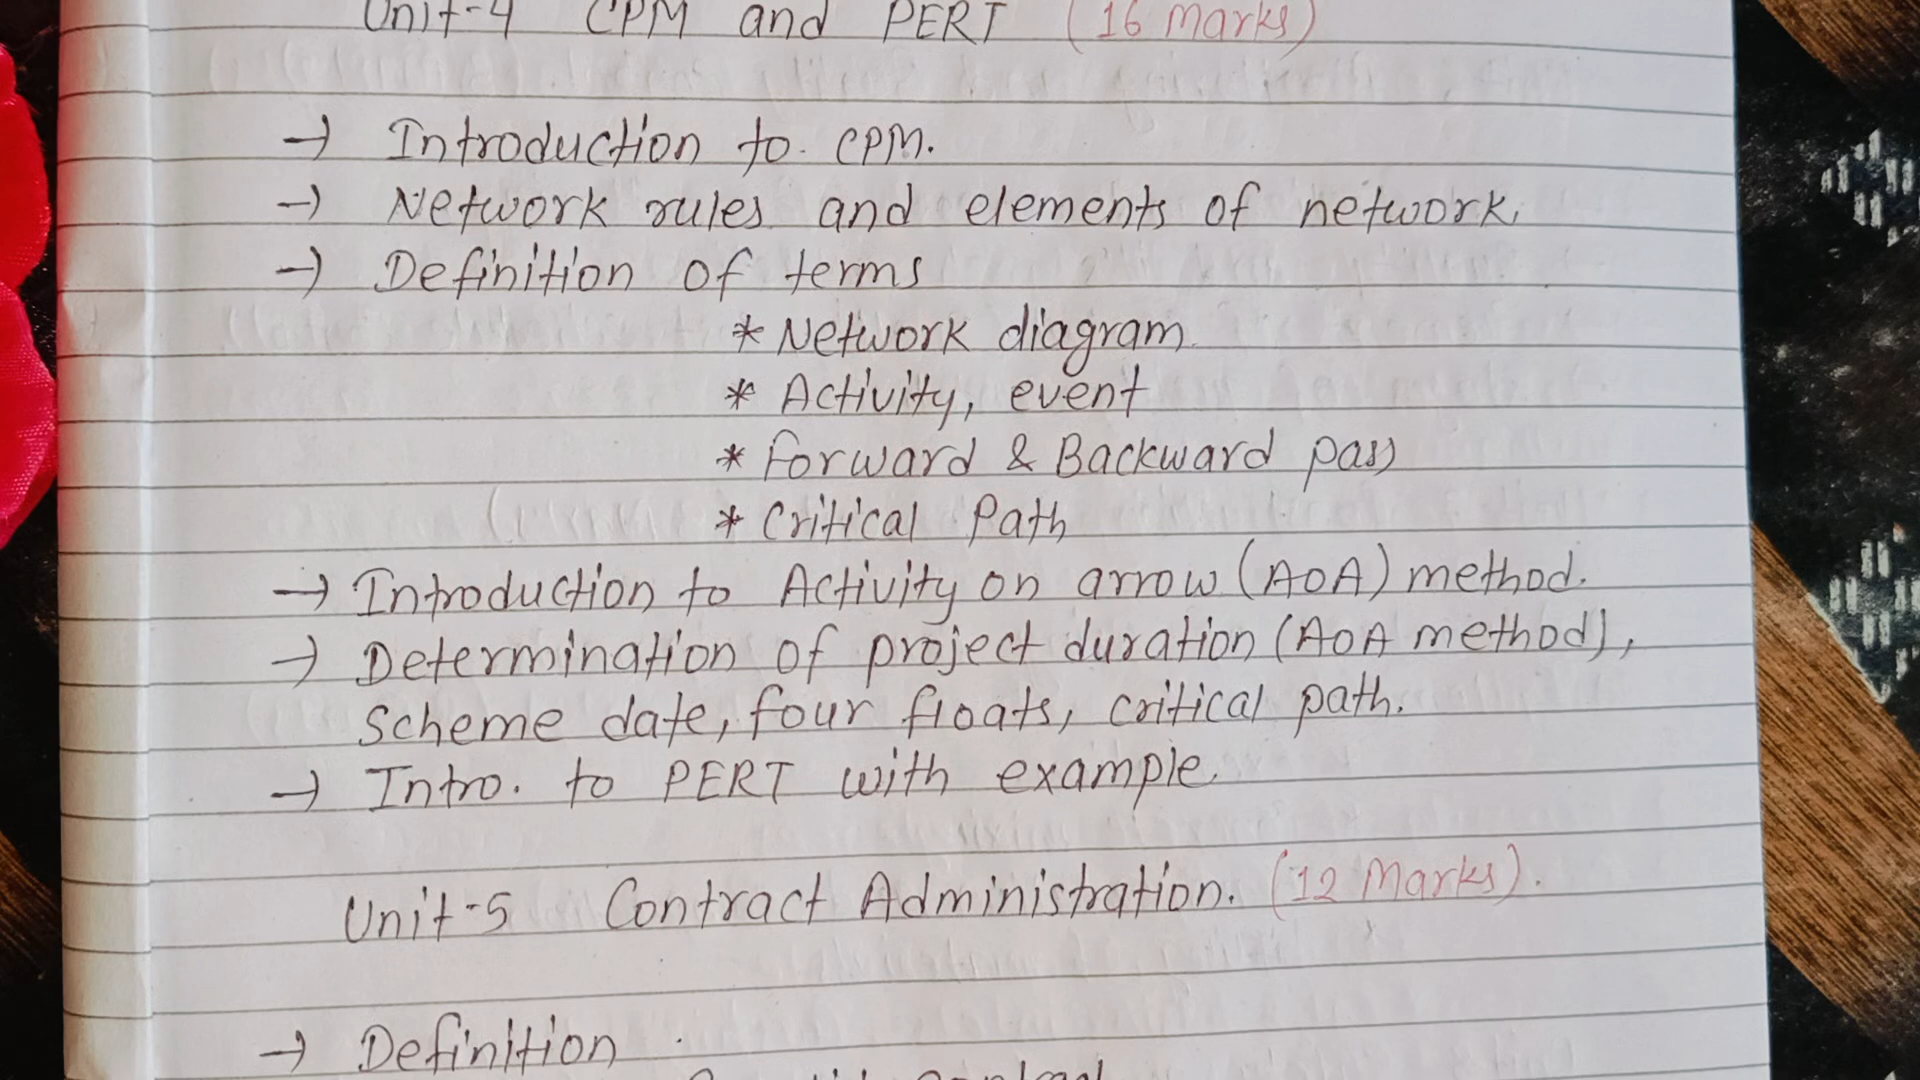 Unit-4 CPM and PERT (16 Marks)
→ Introduction to CPM.
→ Network rules and elements of network.
→ Definition of terms
* Network diagram.
* Activity, event
* Forward & Backward pass
* Critical Path
→ Introduction to Activity on arrow (AOA) method.
→ Determination of project duration (AOA method),
Scheme date, four floats, critical path.
→ Intro. to PERT with example.
Unit-5 Contract Administration. (12 Marks).
→ Definition